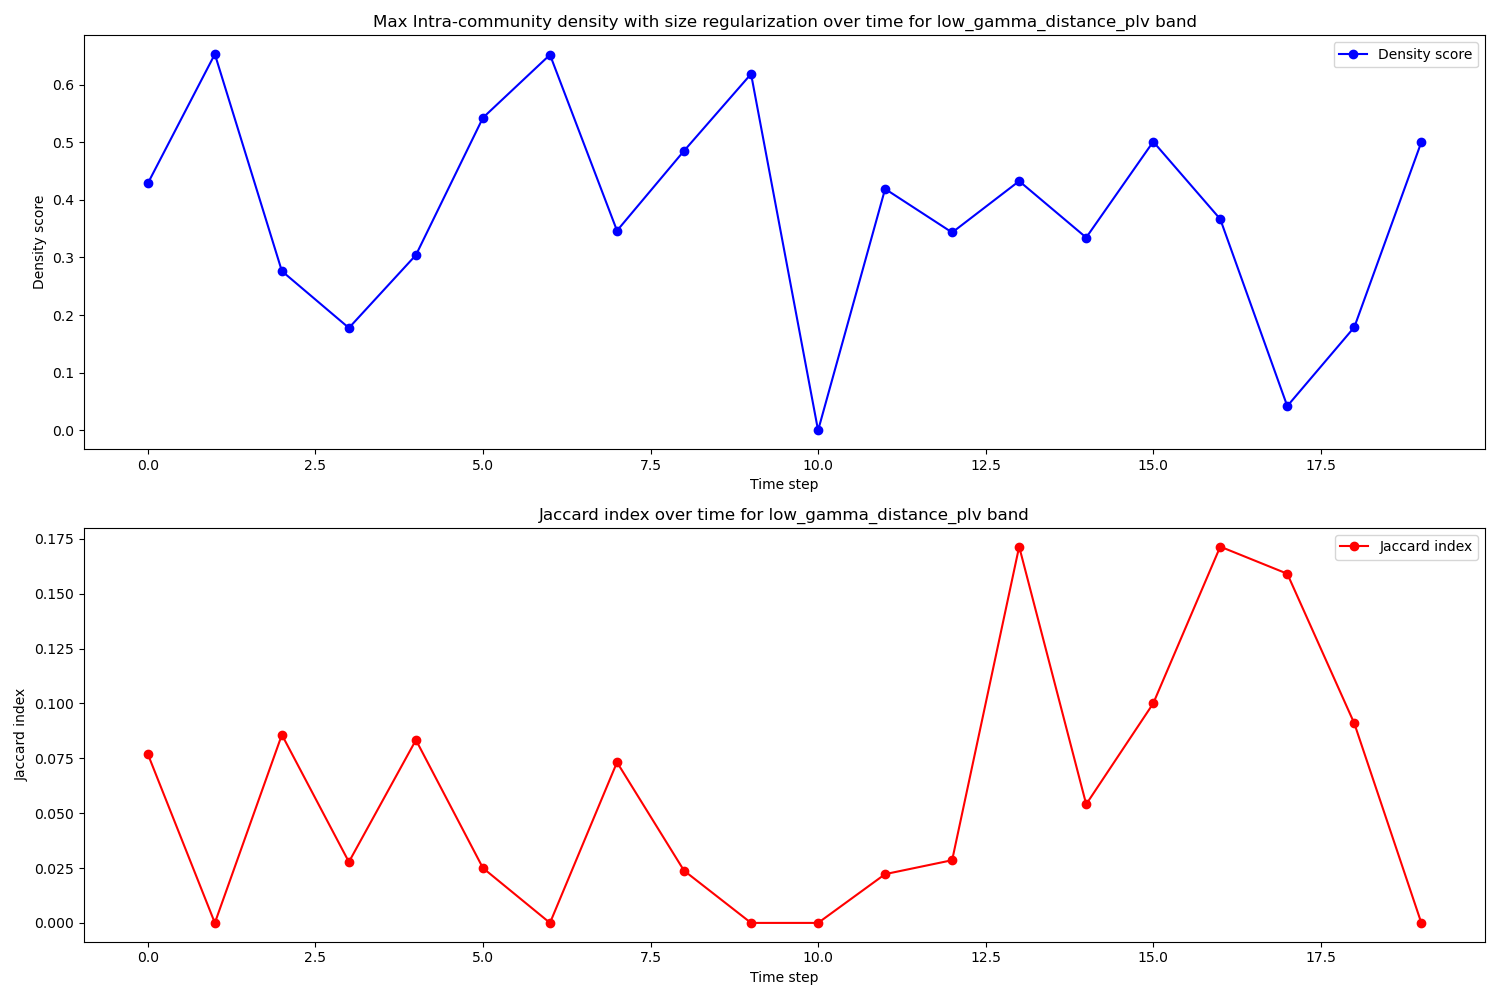 Max Intra-community density with size regularization over time for low_gamma_distance_plv band
Density score
Density score
0.6
0.5
0.4
0.3
0.2
0.1
0.0
0.0 2.5 5.0 7.5 10.0 12.5 15.0 17.5
Time step
Jaccard index over time for low_gamma_distance_plv band
Jaccard index
Jaccard index
0.175
0.150
0.125
0.100
0.075
0.050
0.025
0.000
0.0 2.5 5.0 7.5 10.0 12.5 15.0 17.5
Time step